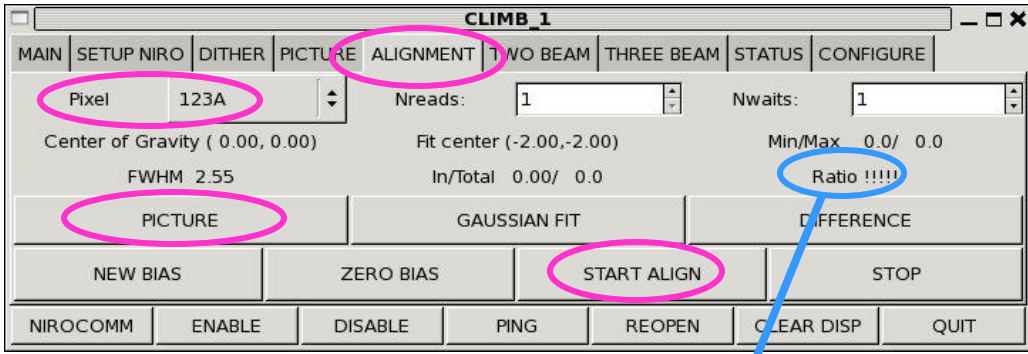 CLIMB_1
MAIN SETUP NIRO DITHER PICTURE ALIGNMENT TWO BEAM THREE BEAM STATUS CONFIGURE
Pixel 123A Nreads: 1 Nwaits: 1
Center of Gravity ( 0.00, 0.00) Fit center (-2.00,-2.00) Min/Max 0.0/ 0.0
FWHM 2.55 In/Total 0.00/ 0.0 Ratio !!!!!
PICTURE GAUSSIAN FIT DIFFERENCE
NEW BIAS ZERO BIAS START ALIGN STOP
NIROCOMM ENABLE DISABLE PING REOPEN CLEAR DISP QUIT